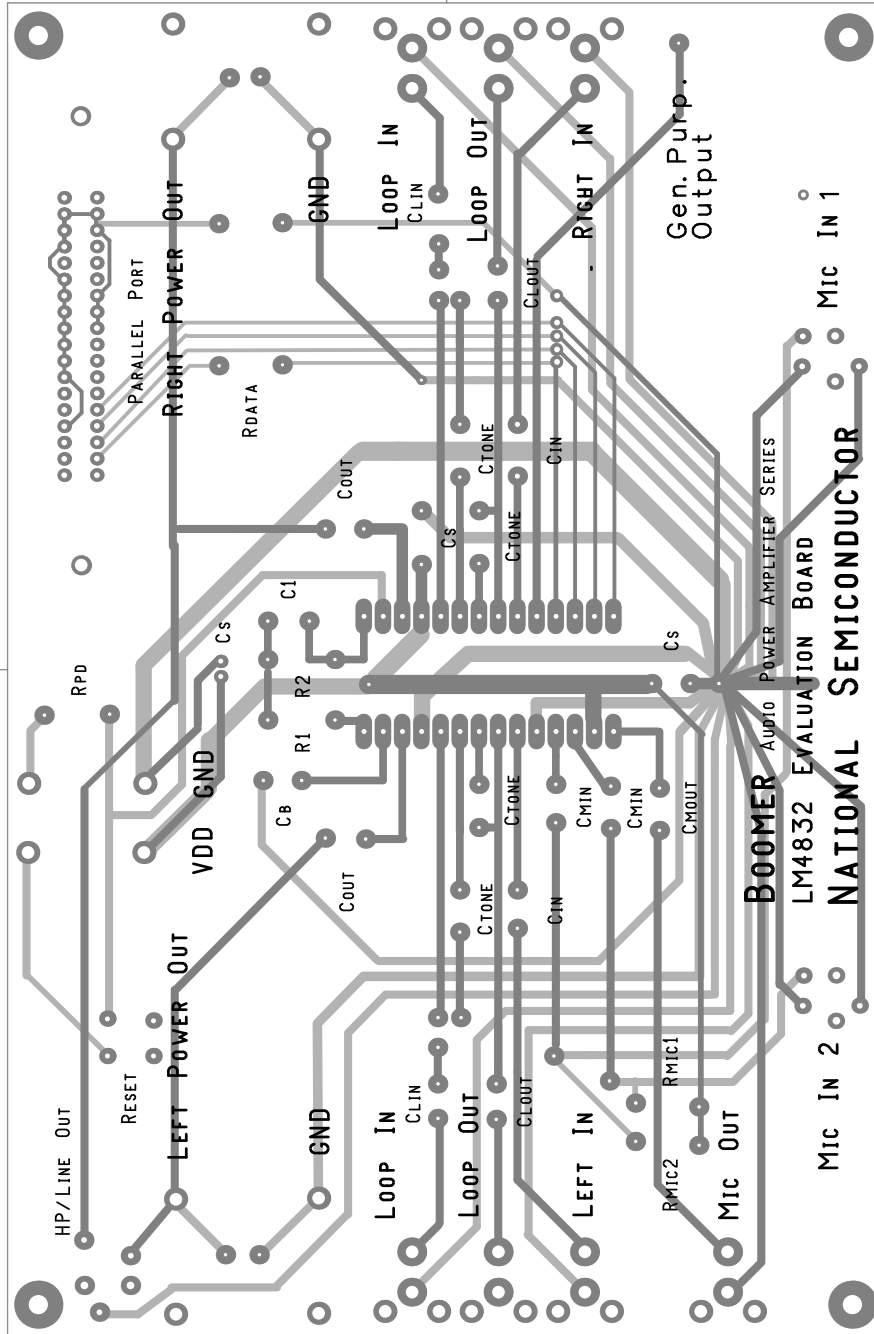 RIGHT POWER OUT
GND
LOOP IN
CLIN
LOOP OUT
RIGHT IN
CLOUT
Gen. Purp.
Output
MIC IN 1
PARALLEL PORT
RDATA
COUT
CTONE
CIN
CS
CTONE
C1
CS
RPD
R2
R1
CS
GND
VDD
CB
COUT
CTONE
CMIN
CMIN
CMOUT
CTONE
CIN
BOOMER AUDIO POWER AMPLIFIER SERIES
LM4832 EVALUATION BOARD
NATIONAL SEMICONDUCTOR
LEFT POWER OUT
RESET
HP/LINE OUT
GND
LOOP IN
CLIN
LOOP OUT
CLOUT
LEFT IN
RMIC1
RMIC2
MIC OUT
MIC IN 2